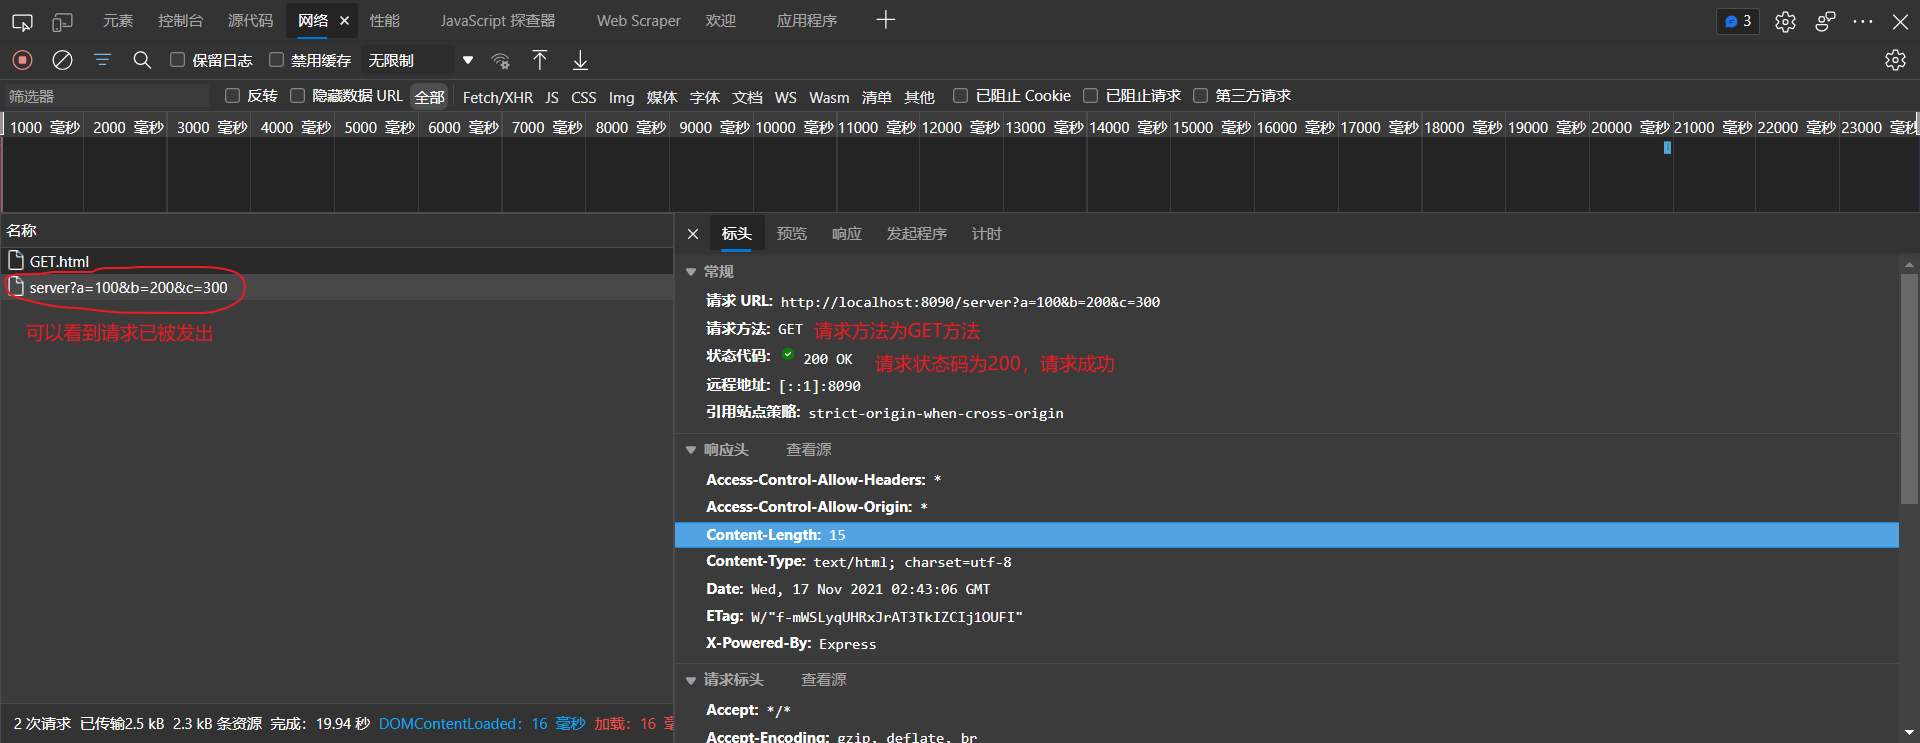 元素 控制台 源代码 网络 性能 JavaScript 探查器 Web Scraper 欢迎 应用程序 3
保留日志 禁用缓存 无限制
筛选器 反转 隐藏数据 URL 全部 Fetch/XHR JS CSS Img 媒体 字体 文档 WS Wasm 清单 其他 已阻止 Cookie 已阻止请求 第三方请求
1000 毫秒 2000 毫秒 3000 毫秒 4000 毫秒 5000 毫秒 6000 毫秒 7000 毫秒 8000 毫秒 9000 毫秒 10000 毫秒 11000 毫秒 12000 毫秒 13000 毫秒 14000 毫秒 15000 毫秒 16000 毫秒 17000 毫秒 18000 毫秒 19000 毫秒 20000 毫秒 21000 毫秒 22000 毫秒 23000 毫秒
名称
GET.html
server?a=100&b=200&c=300
可以看到请求已被发出
2 次请求 已传输2.5 kB 2.3 kB 条资源 完成：19.94 秒 DOMContentLoaded：16 毫秒 加载：16 毫
标头 预览 响应 发起程序 计时
常规
请求 URL: http://localhost:8090/server?a=100&b=200&c=300
请求方法: GET 请求方法为GET方法
状态代码: 200 OK 请求状态码为200，请求成功
远程地址: [::1]:8090
引用站点策略: strict-origin-when-cross-origin
响应头 查看源
Access-Control-Allow-Headers: *
Access-Control-Allow-Origin: *
Content-Length: 15
Content-Type: text/html; charset=utf-8
Date: Wed, 17 Nov 2021 02:43:06 GMT
ETag: W/"f-mWSLyqUHRxJrAT3TkIZCIj1OUFI"
X-Powered-By: Express
请求标头 查看源
Accept: */*
Accept-Encoding: gzip, deflate, br